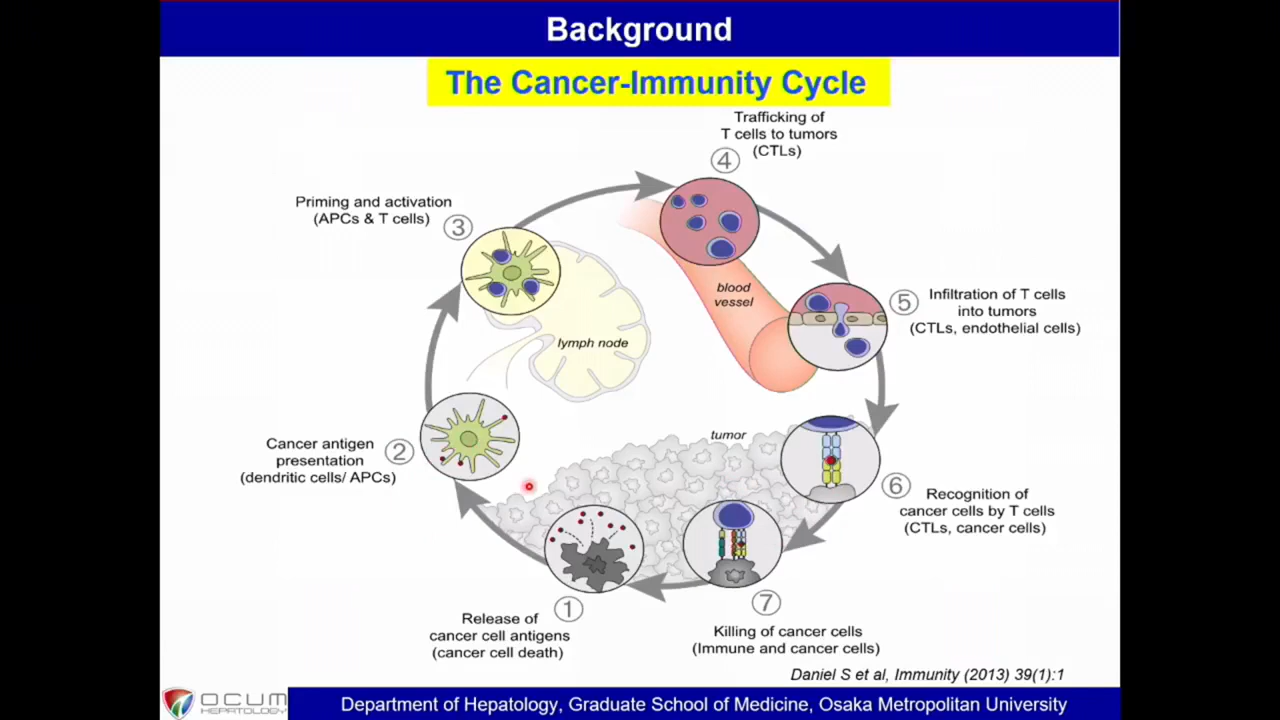 Background
The Cancer-Immunity Cycle
Trafficking of
T cells to tumors
(CTLs)
4
Priming and activation
(APCs & T cells)
3
blood
vessel
5
Infiltration of T cells
into tumors
(CTLs, endothelial cells)
lymph node
Cancer antigen
presentation
(dendritic cells/ APCs)
2
tumor
6
Recognition of
cancer cells by T cells
(CTLs, cancer cells)
1
Release of
cancer cell antigens
(cancer cell death)
7
Killing of cancer cells
(Immune and cancer cells)
Daniel S et al, Immunity (2013) 39(1):1
OCUM
HEPATOLOGY
Department of Hepatology, Graduate School of Medicine, Osaka Metropolitan University